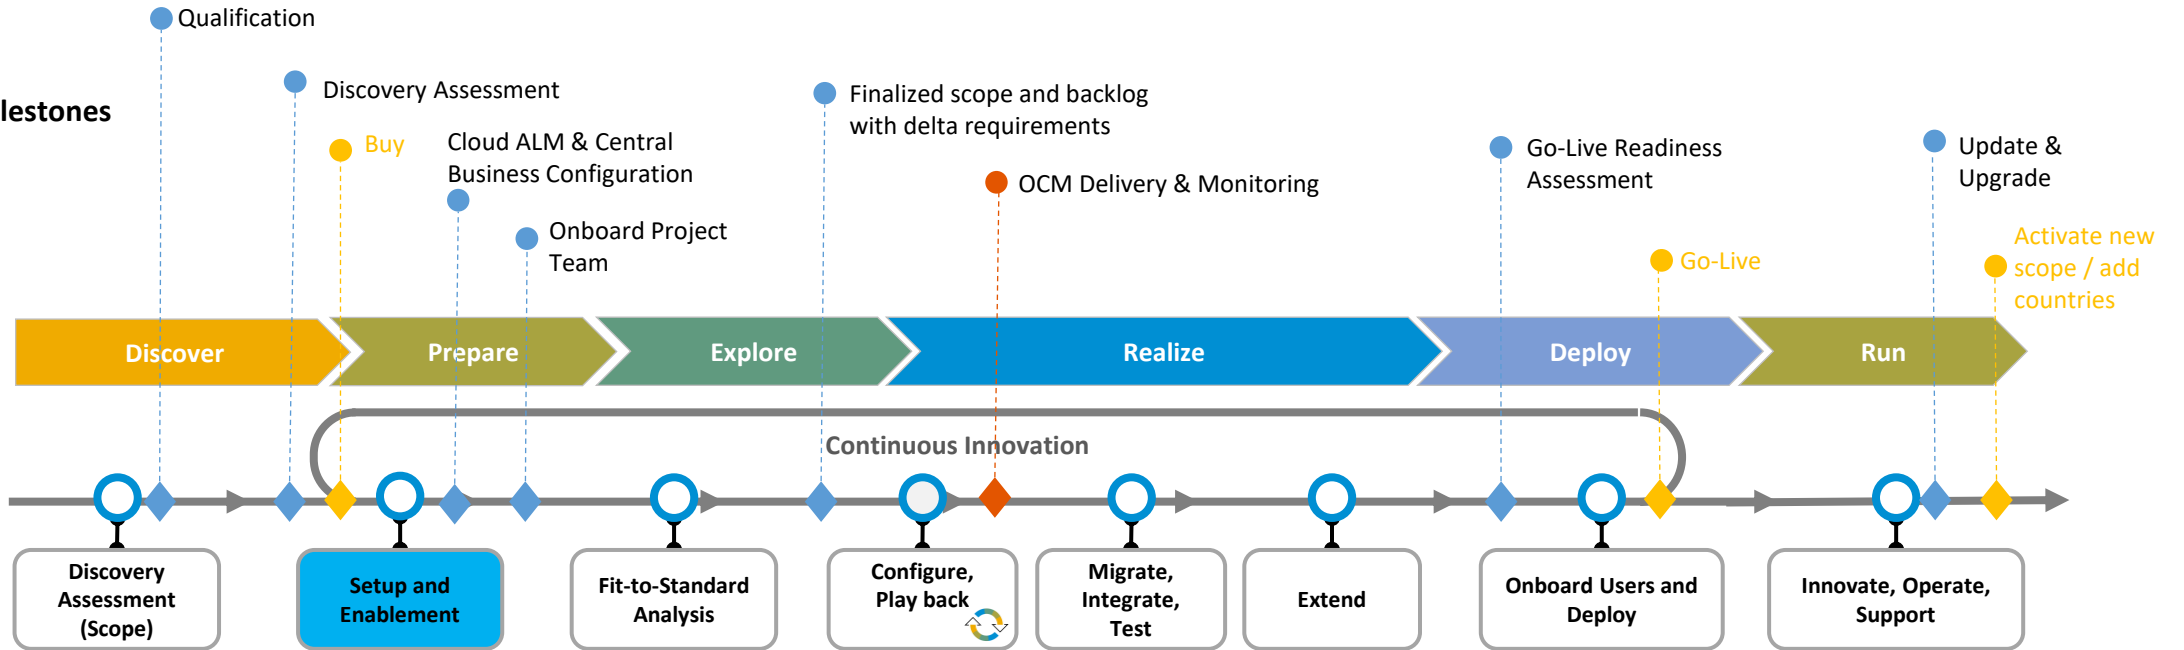 Qualification
Discovery Assessment
lestones
Buy
Cloud ALM & Central
Business Configuration
Onboard Project
Team
Finalized scope and backlog
with delta requirements
OCM Delivery & Monitoring
Go-Live Readiness
Assessment
Go-Live
Update &
Upgrade
Activate new
scope / add
countries
Discover
Prepare
Explore
Realize
Deploy
Run
Continuous Innovation
Discovery
Assessment
(Scope)
Setup and
Enablement
Fit-to-Standard
Analysis
Configure,
Play back
Migrate,
Integrate,
Test
Extend
Onboard Users and
Deploy
Innovate, Operate,
Support